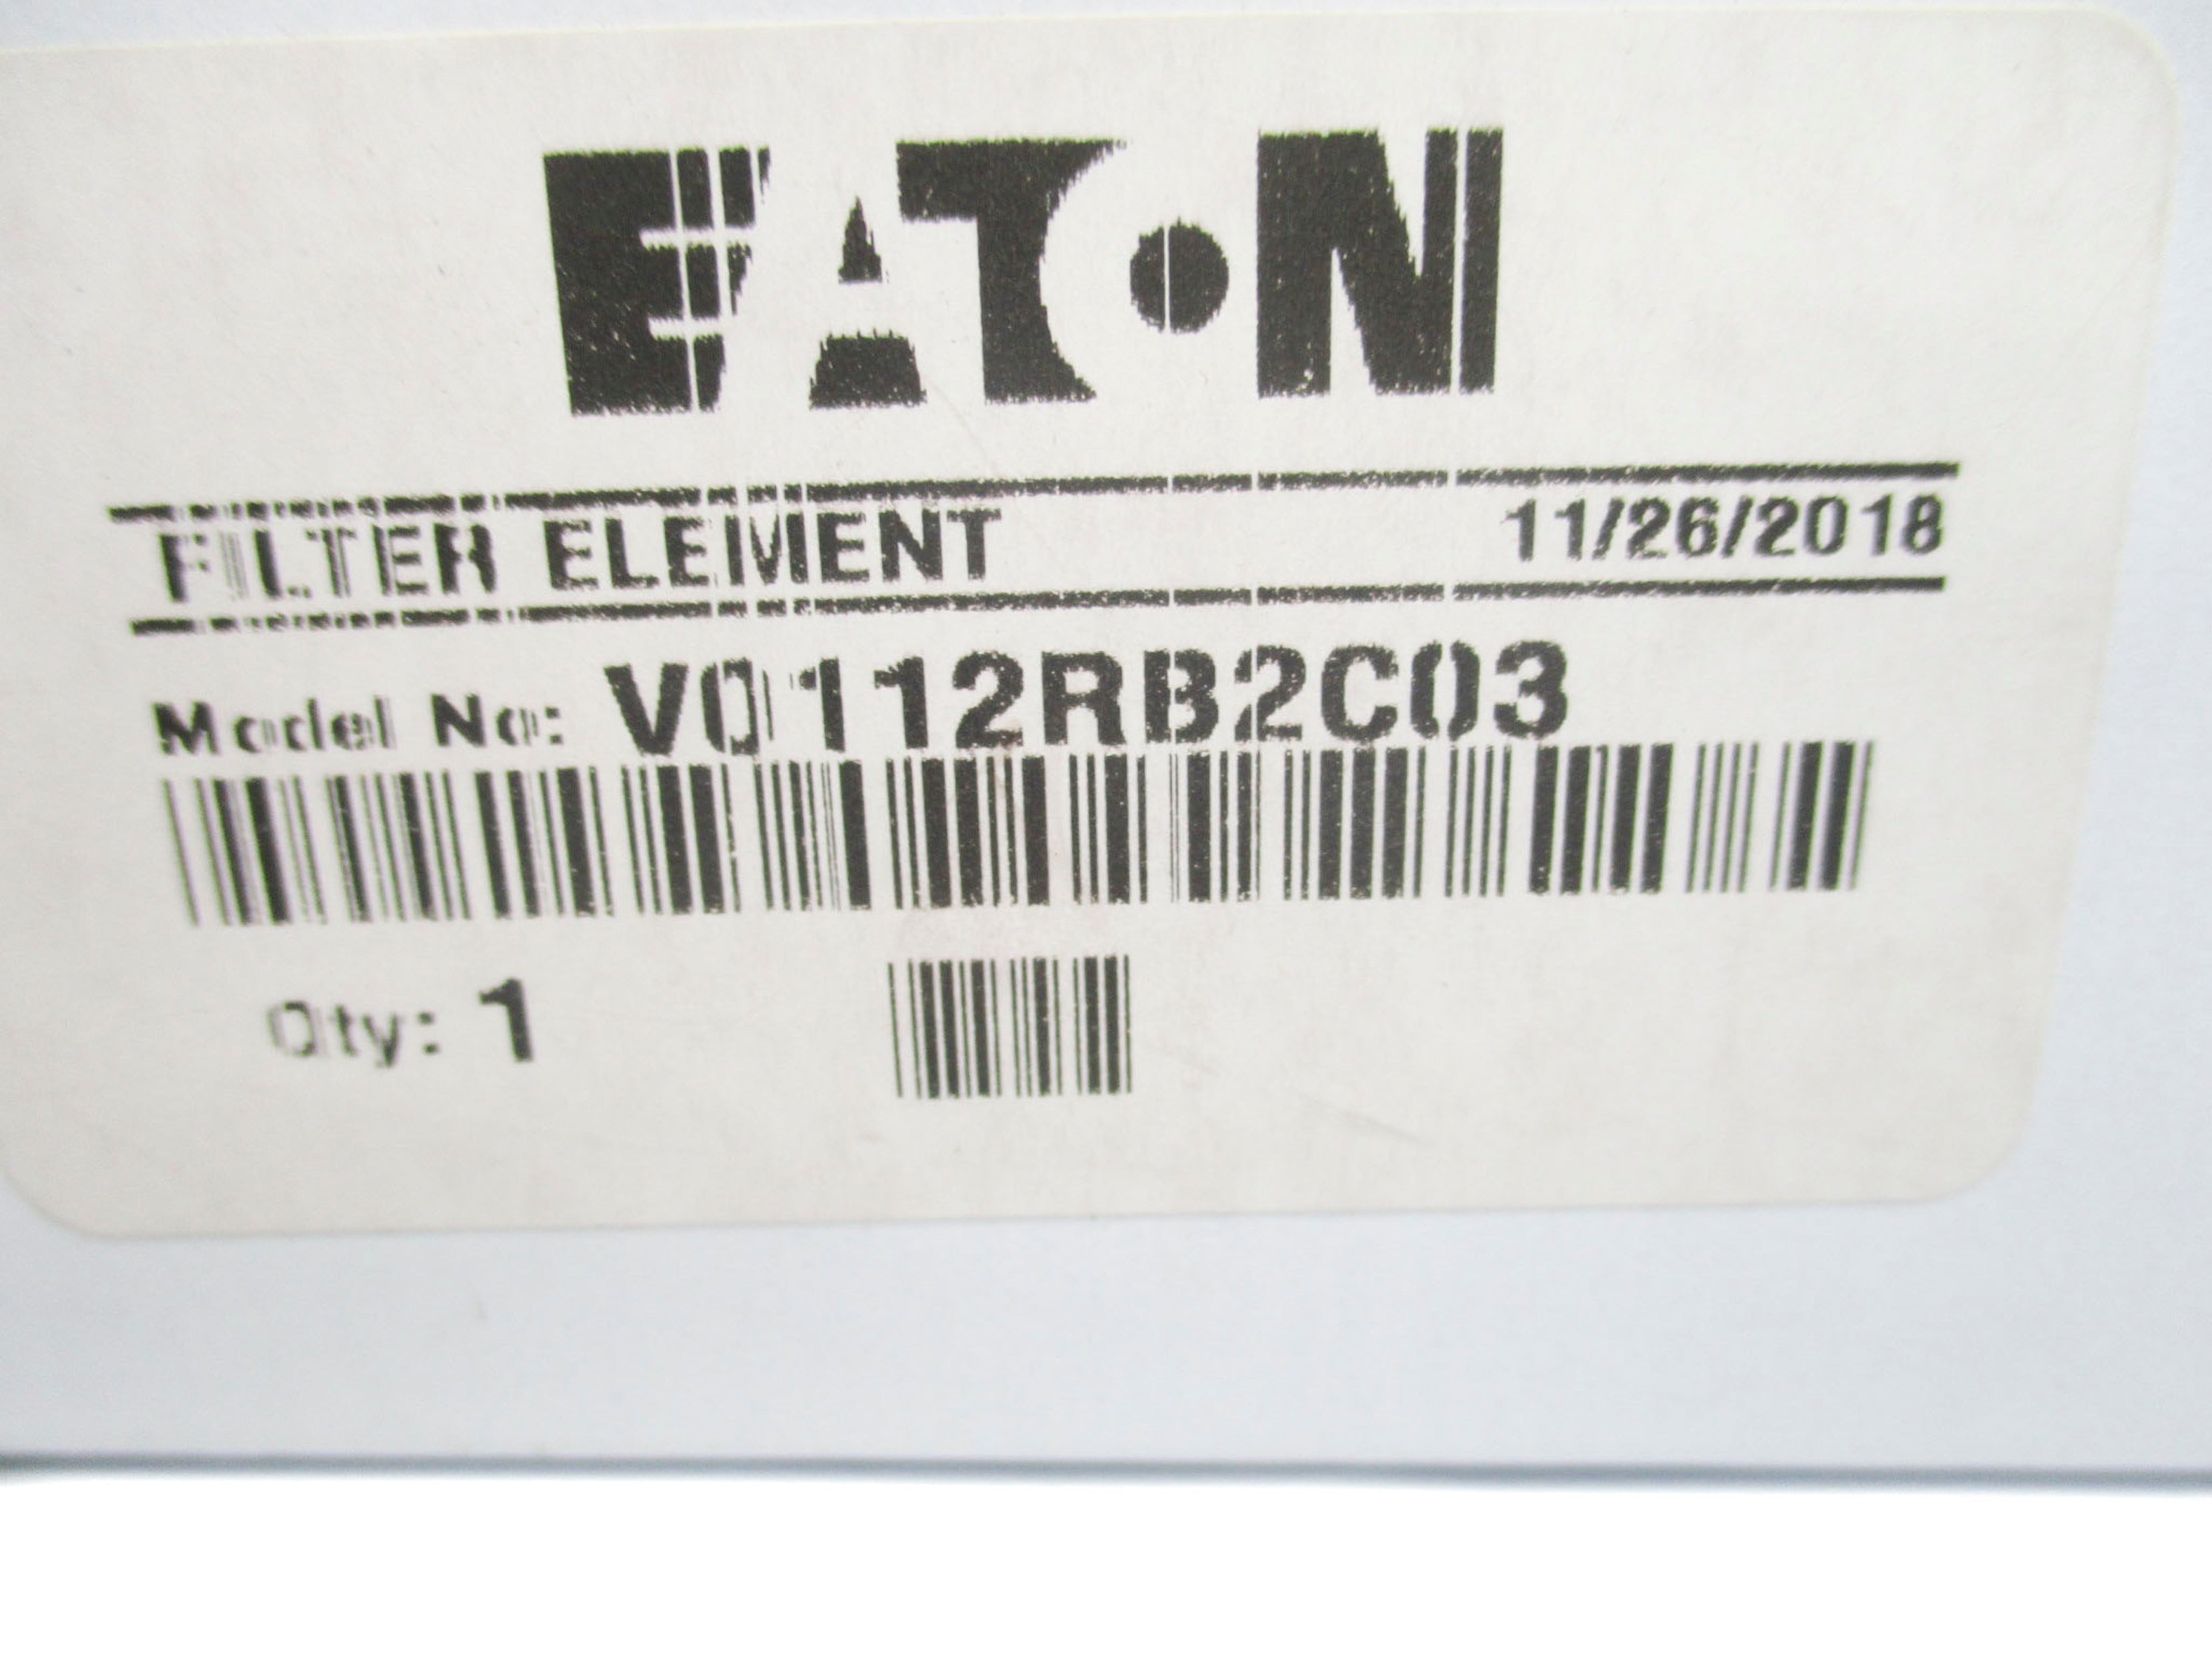 EATON
FILTER ELEMENT 11/26/2018
Model No: V0112RB2C03
Qty: 1